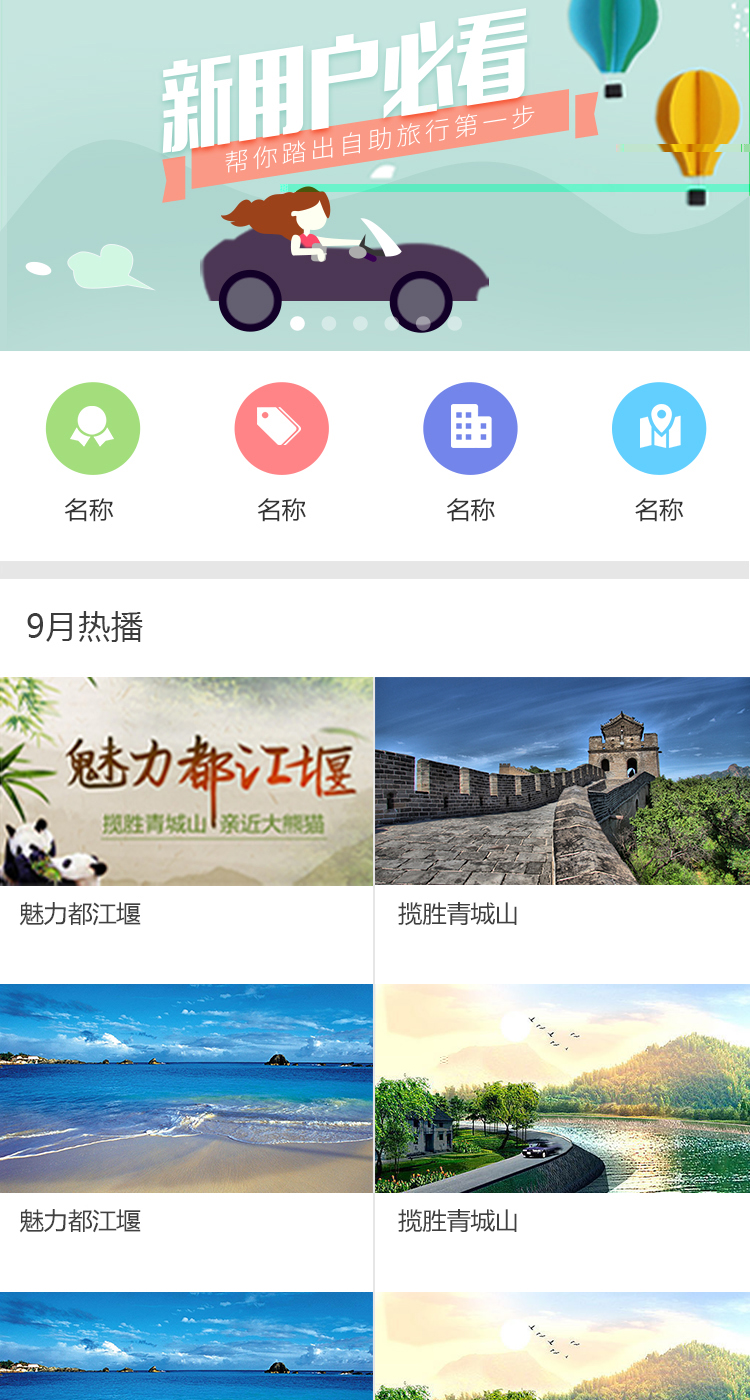 新用户必看
帮你踏出自助旅行第一步
名称 名称 名称 名称
9月热播
魅力都江堰
揽胜青城山 亲近大熊猫
魅力都江堰 揽胜青城山
魅力都江堰 揽胜青城山